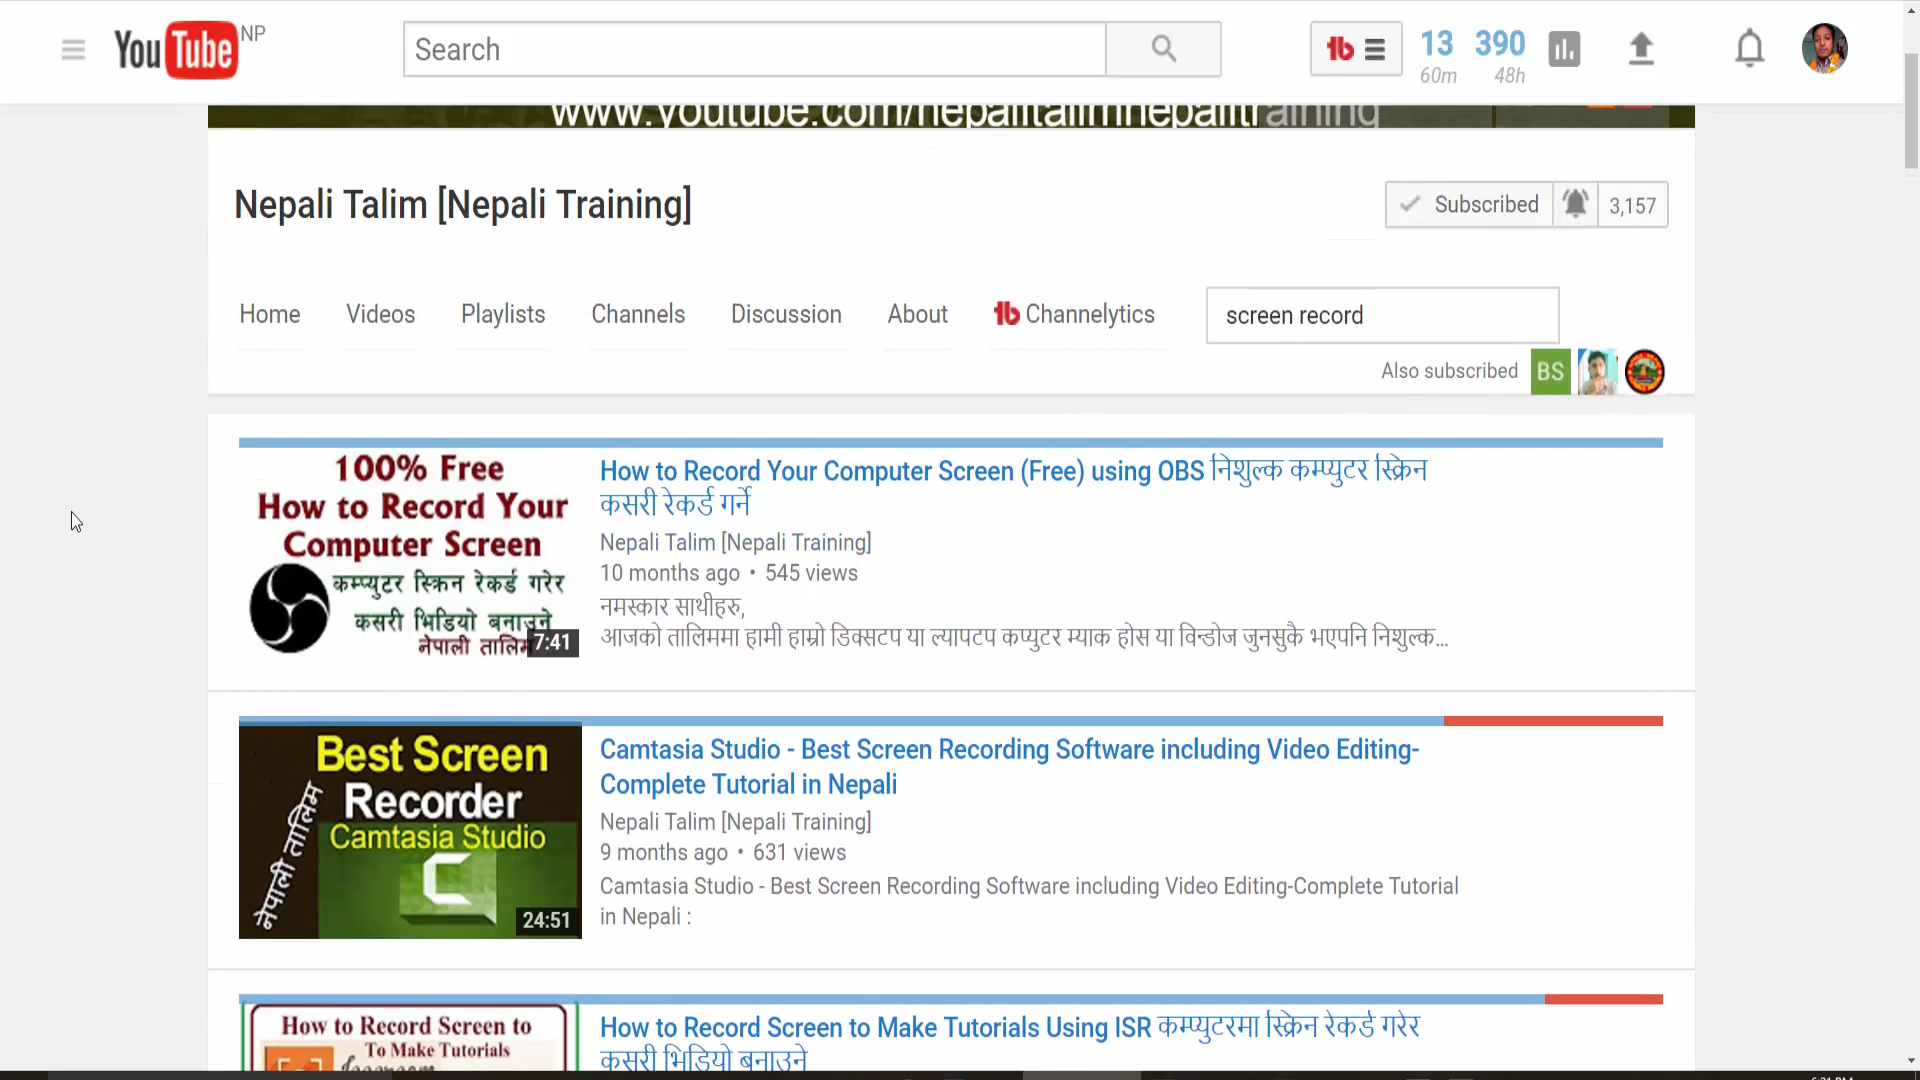 YouTube NP
Search
13 390
60m 48h
www.youtube.com/nepalitalimnepalitraining
Nepali Talim [Nepali Training]
Subscribed 3,157
Home Videos Playlists Channels Discussion About Channelytics screen record
Also subscribed BS
100% Free
How to Record Your
Computer Screen
कम्प्युटर स्क्रिन रेकर्ड गरेर
कसरी भिडियो बनाउने
नेपाली तालिम
7:41
How to Record Your Computer Screen (Free) using OBS निशुल्क कम्प्युटर स्क्रिन
कसरी रेकर्ड गर्ने
Nepali Talim [Nepali Training]
10 months ago • 545 views
नमस्कार साथीहरु,
आजको तालिममा हामी हाम्रो डिक्सटप या ल्यापटप कप्युटर म्याक होस या विन्डोज जुनसुकै भएपनि निशुल्क...
Best Screen
Recorder
Camtasia Studio
नेपाली तालिम
24:51
Camtasia Studio - Best Screen Recording Software including Video Editing-
Complete Tutorial in Nepali
Nepali Talim [Nepali Training]
9 months ago • 631 views
Camtasia Studio - Best Screen Recording Software including Video Editing-Complete Tutorial
in Nepali :
How to Record Screen to
To Make Tutorials
How to Record Screen to Make Tutorials Using ISR कम्प्युटरमा स्क्रिन रेकर्ड गरेर
कसरी भिडियो बनाउने